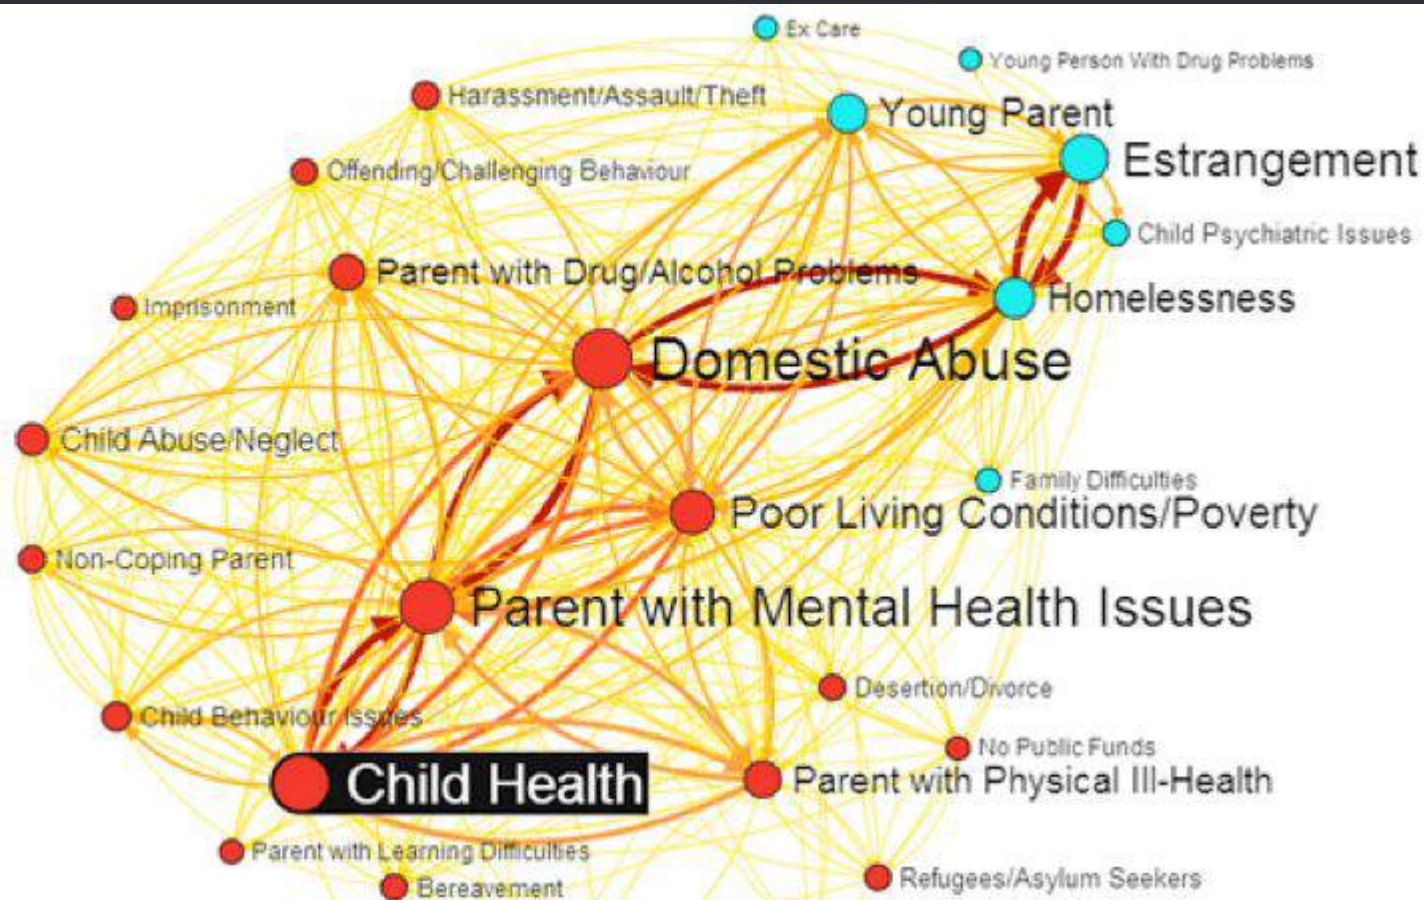 Ex Care
Young Person With Drug Problems
Harassment/Assault/Theft
Young Parent
Estrangement
Offending/Challenging Behaviour
Child Psychiatric Issues
Parent with Drug/Alcohol Problems
Homelessness
Imprisonment
Domestic Abuse
Child Abuse/Neglect
Family Difficulties
Poor Living Conditions/Poverty
Non-Coping Parent
Parent with Mental Health Issues
Desertion/Divorce
Child Behaviour Issues
No Public Funds
Child Health
Parent with Physical Ill-Health
Parent with Learning Difficulties
Refugees/Asylum Seekers
Bereavement